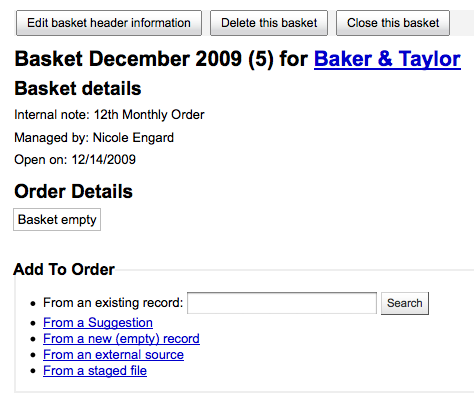 Edit basket header information Delete this basket Close this basket
Basket December 2009 (5) for Baker & Taylor
Basket details
Internal note: 12th Monthly Order
Managed by: Nicole Engard
Open on: 12/14/2009
Order Details
Basket empty
Add To Order
From an existing record: Search
From a Suggestion
From a new (empty) record
From an external source
From a staged file